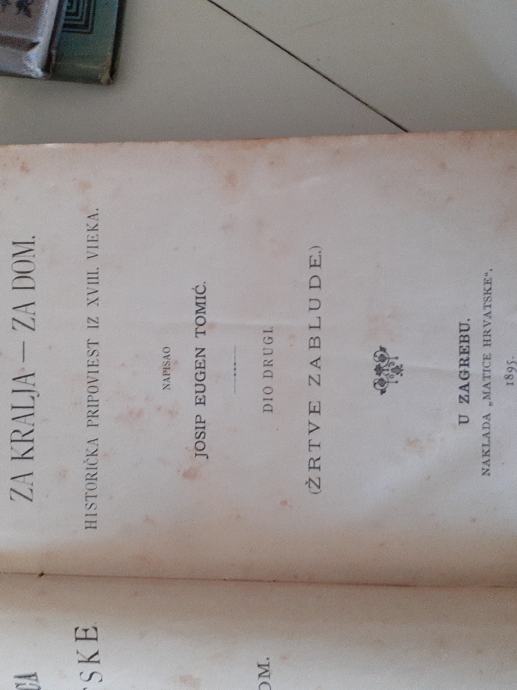 ZA KRALJA — ZA DOM.
HISTORIČKA PRIPOVIEST IZ XVIII. VIEKA.
NAPISAO
JOSIP EUGEN TOMIĆ.
DIO DRUGI.
(ŽRTVE ZABLUDE.)
U ZAGREBU.
NAKLADA „MATICE HRVATSKE“.
1895.